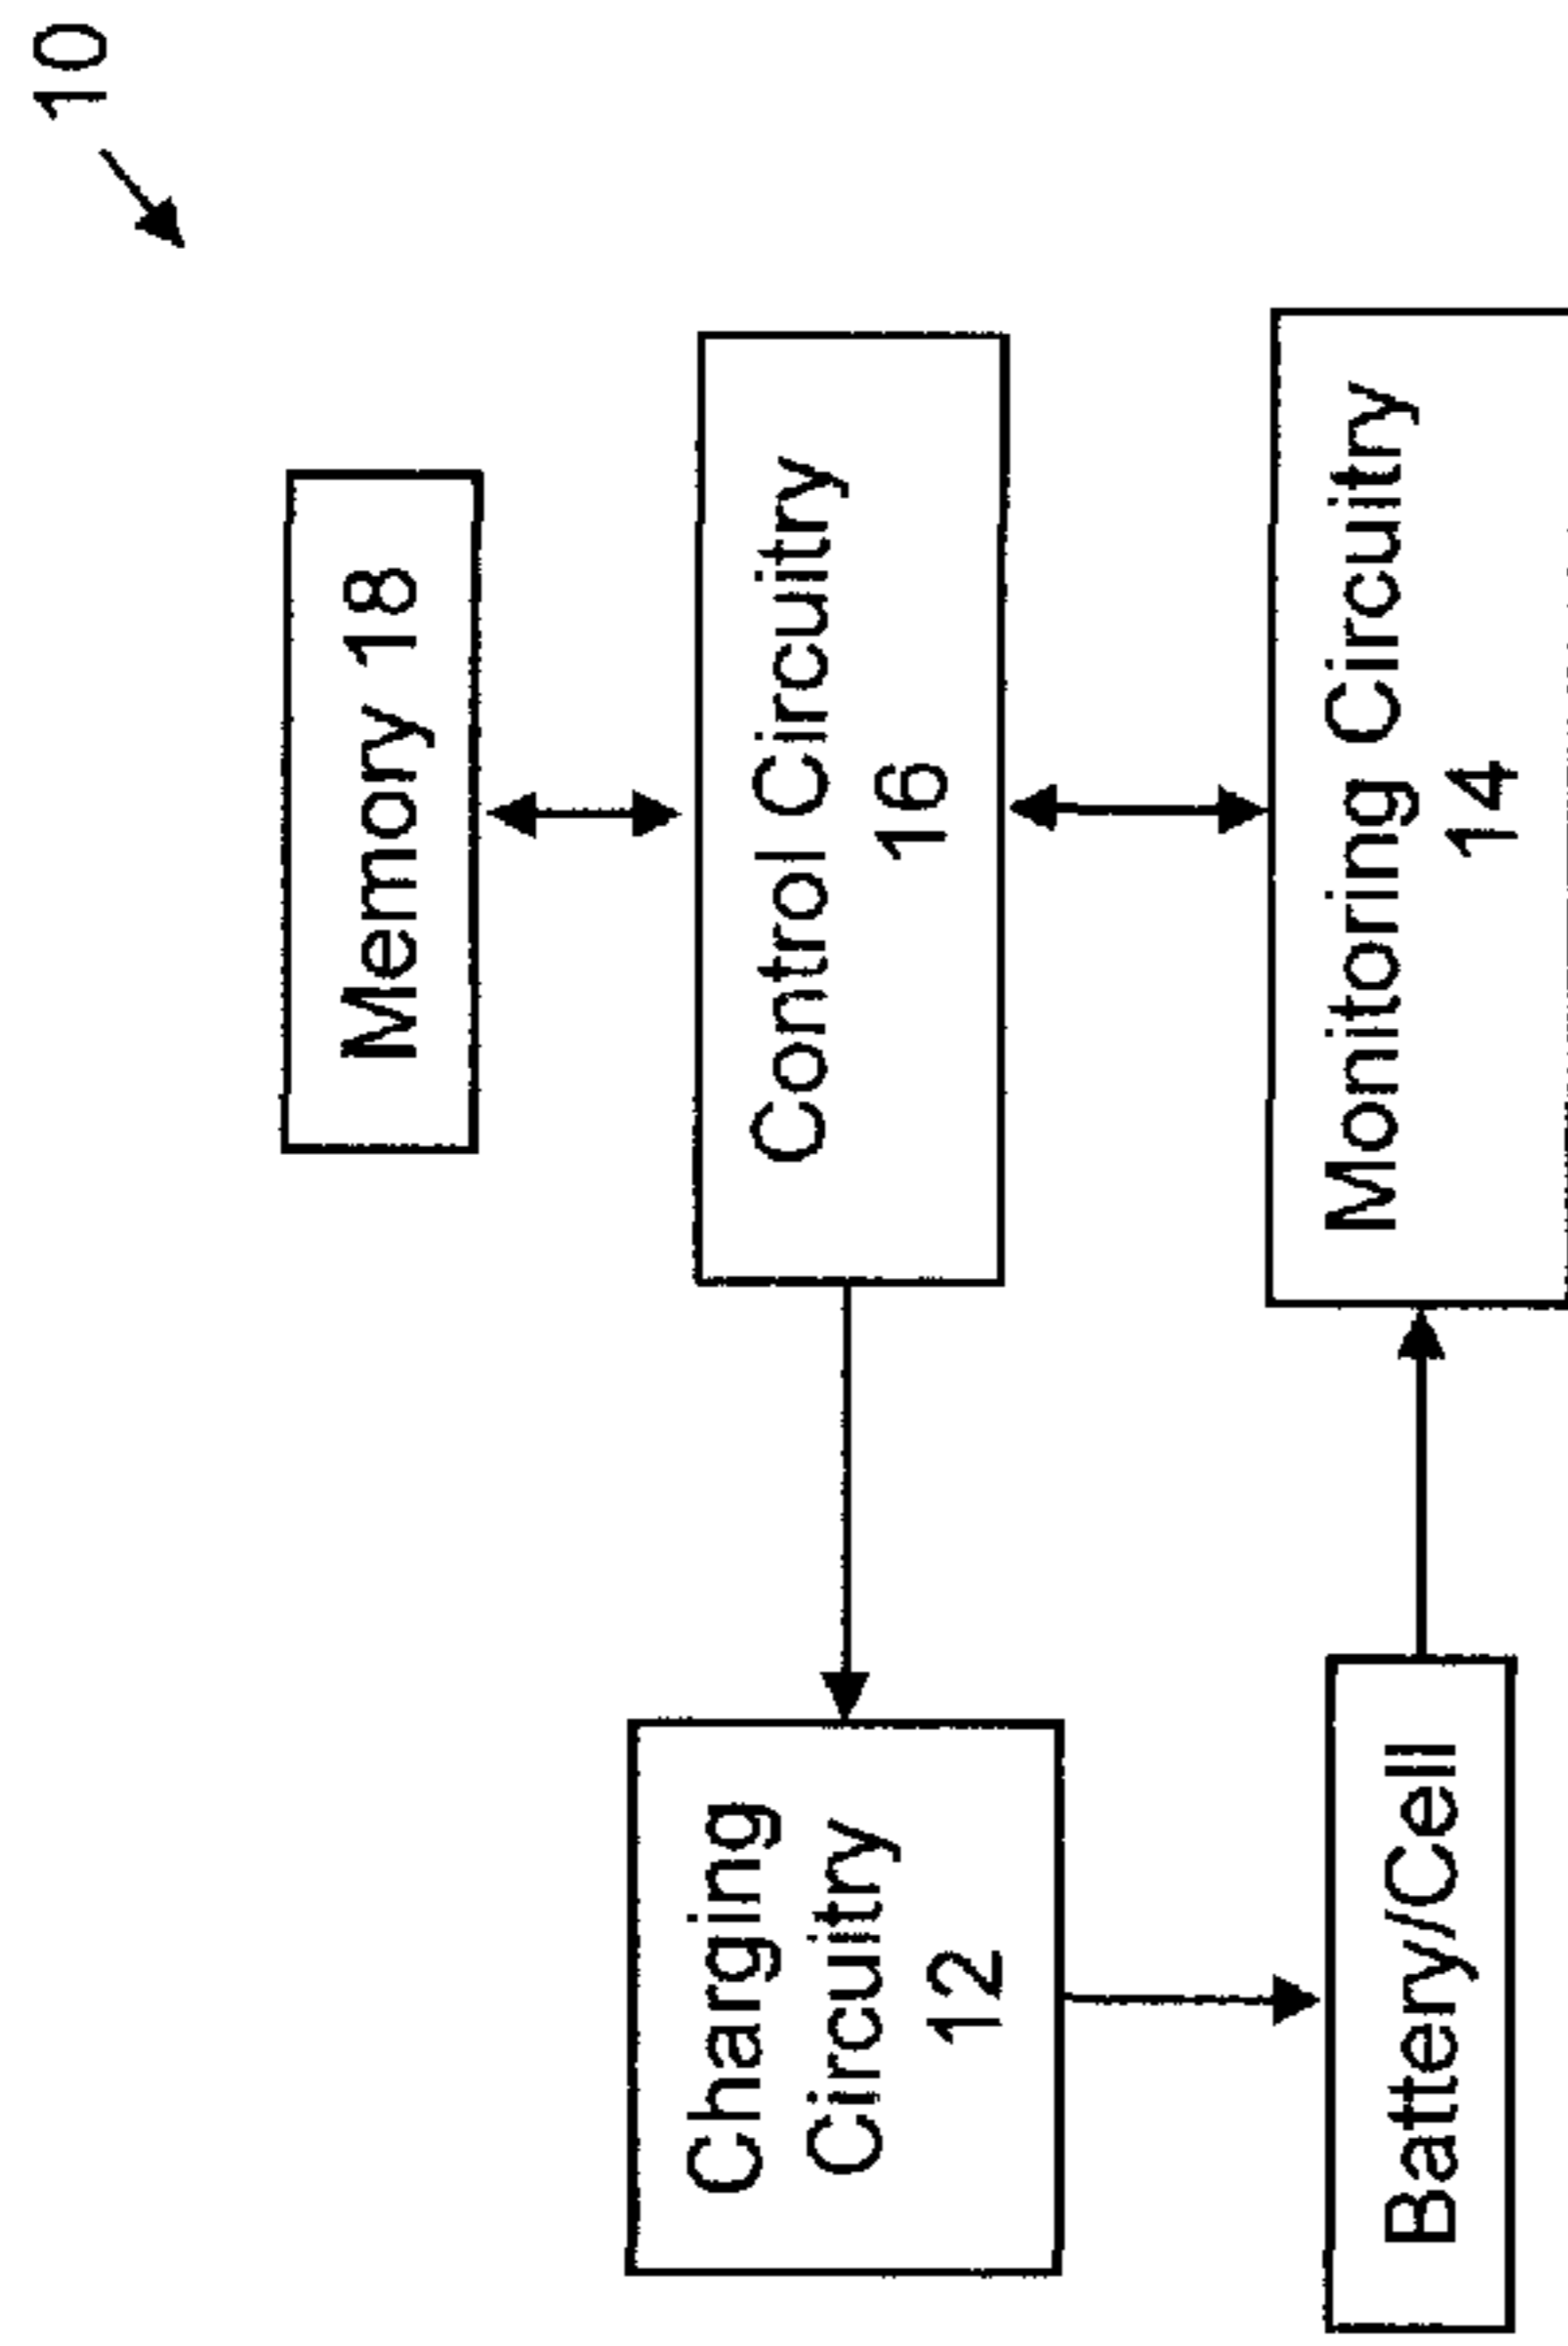 10
Memory 18
Control Circuitry
16
Charging
Circuitry
12
Monitoring Circuitry
14
Battery/Cell